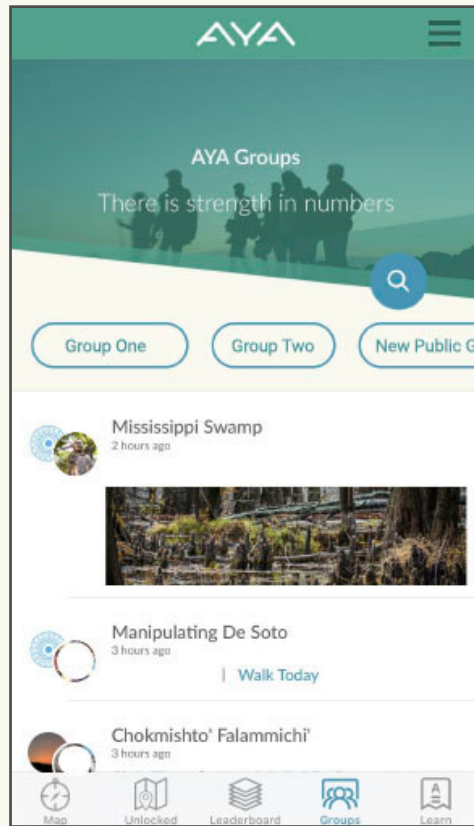 AYA
AYA Groups
There is strength in numbers
Group One
Group Two
New Public G
Mississippi Swamp
2 hours ago
Manipulating De Soto
3 hours ago
| Walk Today
Chokmishto' Falammichi'
3 hours ago
A
Map
Unlocked
Leaderboard
Groups
Learn